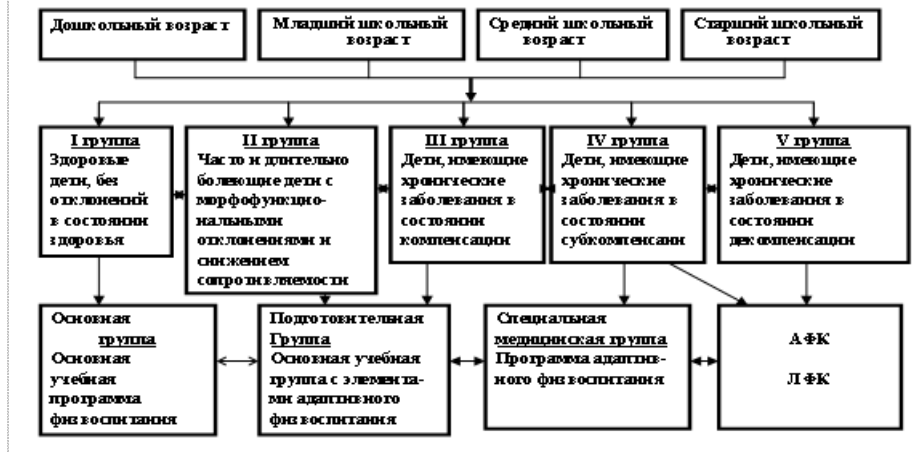 Дошкольный возраст
Младший школьный
возраст
Средний школьный
возраст
Старший школьный
возраст
I группа
Здоровые
дети, без
отклонений
в состоянии
здоровья
II группа
Часто и длительно
болеющие дети с
морфофункцио-
нальными
отклонениями и
снижением
сопротивляемости
III группа
Дети, имеющие
хронические
заболевания в
состоянии
компенсации
IV группа
Дети, имеющие
хронические
заболевания в
состоянии
субкомпенсани
V группа
Дети, имеющие
хронические
заболевания в
состоянии
декомпенсации
Основная
группа
Основная
учебная
программа
физвоспитания
Подготовительная
Группа
Основная учебная
группа с элемента-
ми адаптивного
физвоспитания
Специальная
медицинская группа
Программа адаптив-
ного физвоспитания
АФК
ЛФК